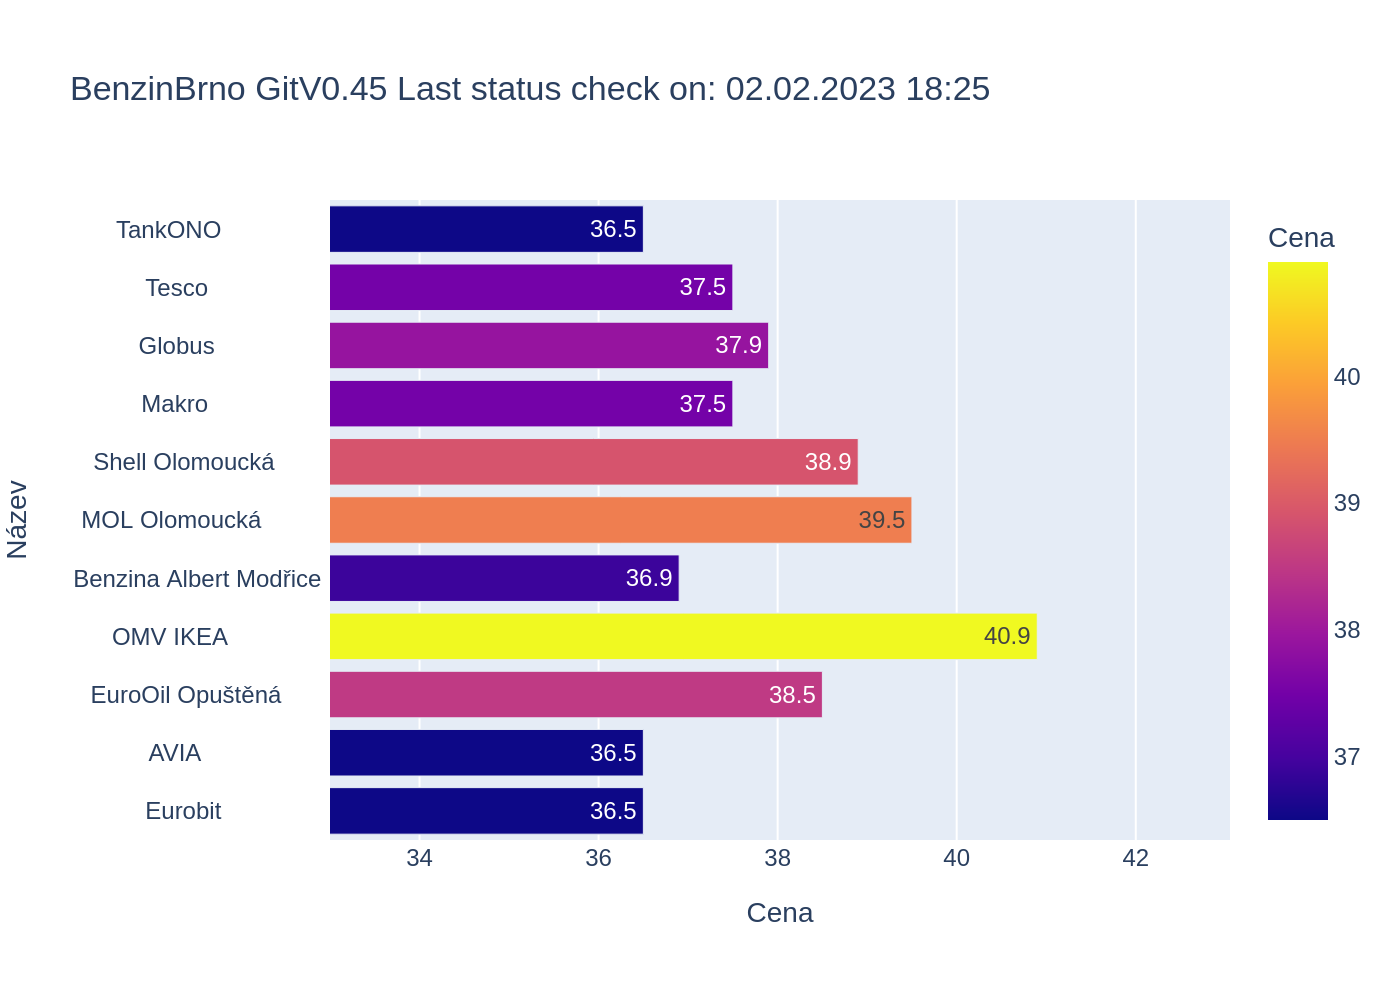 BenzinBrno GitV0.45 Last status check on: 02.02.2023 18:25
Název
TankONO 36.5
Tesco 37.5
Globus 37.9
Makro 37.5
Shell Olomoucká 38.9
MOL Olomoucká 39.5
Benzina Albert Modřice 36.9
OMV IKEA 40.9
EuroOil Opuštěná 38.5
AVIA 36.5
Eurobit 36.5
34 36 38 40 42
Cena
Cena
40
39
38
37